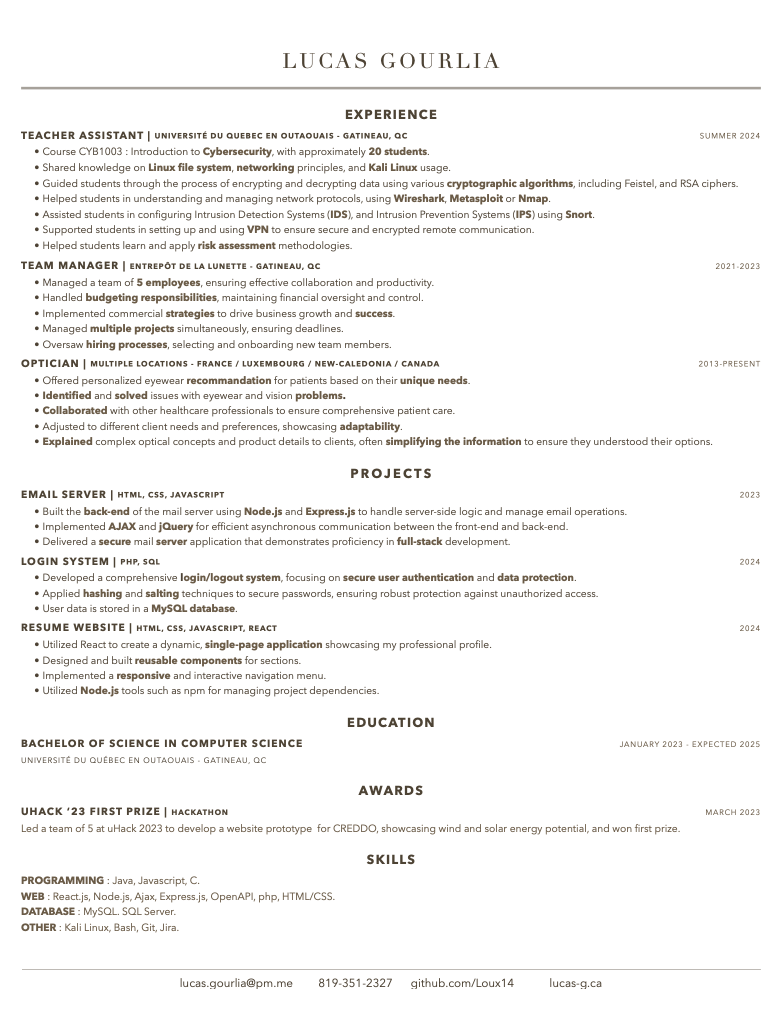 LUCAS GOURLIA
EXPERIENCE
TEACHER ASSISTANT | UNIVERSITÉ DU QUEBEC EN OUTAOUAIS - GATINEAU, QC SUMMER 2024
• Course CYB1003 : Introduction to Cybersecurity, with approximately 20 students.
• Shared knowledge on Linux file system, networking principles, and Kali Linux usage.
• Guided students through the process of encrypting and decrypting data using various cryptographic algorithms, including Feistel, and RSA ciphers.
• Helped students in understanding and managing network protocols, using Wireshark, Metasploit or Nmap.
• Assisted students in configuring Intrusion Detection Systems (IDS), and Intrusion Prevention Systems (IPS) using Snort.
• Supported students in setting up and using VPN to ensure secure and encrypted remote communication.
• Helped students learn and apply risk assessment methodologies.
TEAM MANAGER | ENTREPÔT DE LA LUNETTE - GATINEAU, QC 2021-2023
• Managed a team of 5 employees, ensuring effective collaboration and productivity.
• Handled budgeting responsibilities, maintaining financial oversight and control.
• Implemented commercial strategies to drive business growth and success.
• Managed multiple projects simultaneously, ensuring deadlines.
• Oversaw hiring processes, selecting and onboarding new team members.
OPTICIAN | MULTIPLE LOCATIONS - FRANCE / LUXEMBOURG / NEW-CALEDONIA / CANADA 2013-PRESENT
• Offered personalized eyewear recommandation for patients based on their unique needs.
• Identified and solved issues with eyewear and vision problems.
• Collaborated with other healthcare professionals to ensure comprehensive patient care.
• Adjusted to different client needs and preferences, showcasing adaptability.
• Explained complex optical concepts and product details to clients, often simplifying the information to ensure they understood their options.
PROJECTS
EMAIL SERVER | HTML, CSS, JAVASCRIPT 2023
• Built the back-end of the mail server using Node.js and Express.js to handle server-side logic and manage email operations.
• Implemented AJAX and jQuery for efficient asynchronous communication between the front-end and back-end.
• Delivered a secure mail server application that demonstrates proficiency in full-stack development.
LOGIN SYSTEM | PHP, SQL 2024
• Developed a comprehensive login/logout system, focusing on secure user authentication and data protection.
• Applied hashing and salting techniques to secure passwords, ensuring robust protection against unauthorized access.
• User data is stored in a MySQL database.
RESUME WEBSITE | HTML, CSS, JAVASCRIPT, REACT 2024
• Utilized React to create a dynamic, single-page application showcasing my professional profile.
• Designed and built reusable components for sections.
• Implemented a responsive and interactive navigation menu.
• Utilized Node.js tools such as npm for managing project dependencies.
EDUCATION
BACHELOR OF SCIENCE IN COMPUTER SCIENCE JANUARY 2023 - EXPECTED 2025
UNIVERSITÉ DU QUÉBEC EN OUTAOUAIS - GATINEAU, QC
AWARDS
UHACK ‘23 FIRST PRIZE | HACKATHON MARCH 2023
Led a team of 5 at uHack 2023 to develop a website prototype for CREDDO, showcasing wind and solar energy potential, and won first prize.
SKILLS
PROGRAMMING : Java, Javascript, C.
WEB : React.js, Node.js, Ajax, Express.js, OpenAPI, php, HTML/CSS.
DATABASE : MySQL. SQL Server.
OTHER : Kali Linux, Bash, Git, Jira.
lucas.gourlia@pm.me 819-351-2327 github.com/Loux14 lucas-g.ca